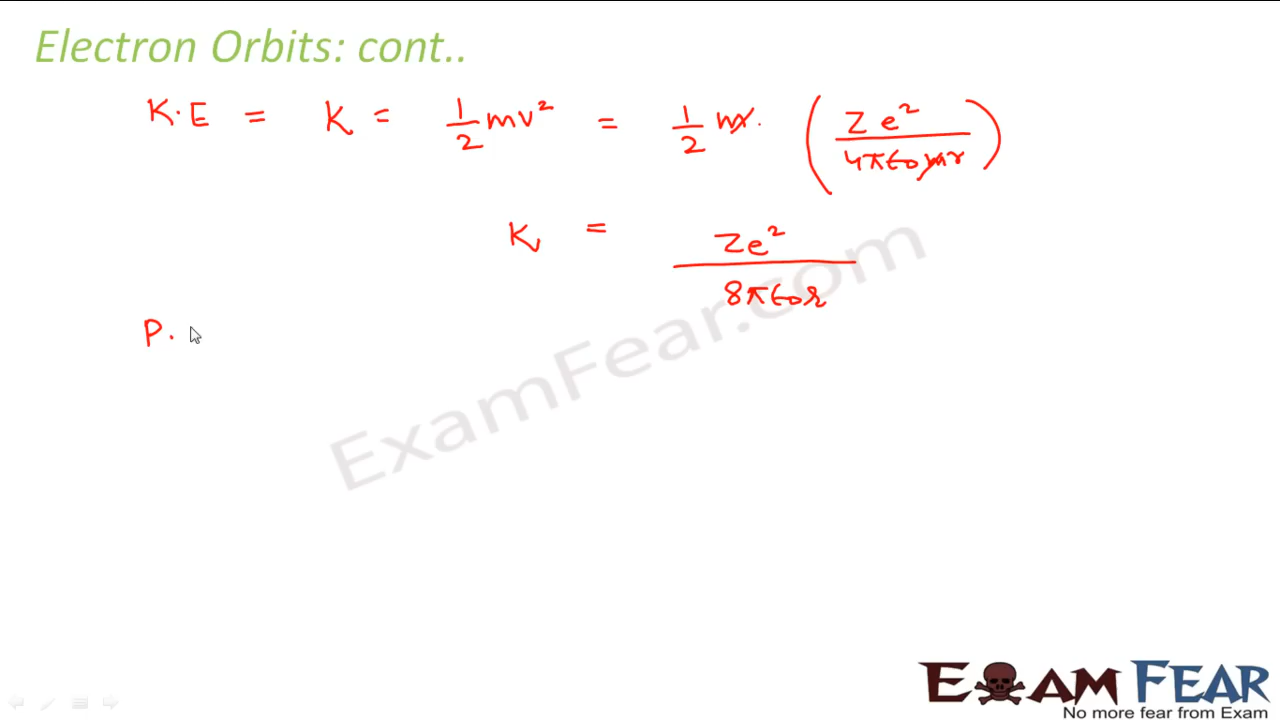 Electron Orbits: cont..
K.E = K = 1/2 mv² = 1/2 m. (Ze²/4πϵ0mr)
K = Ze²/8πϵ0r
P.
ExamFear.com
EXAM FEAR
No more fear from Exam